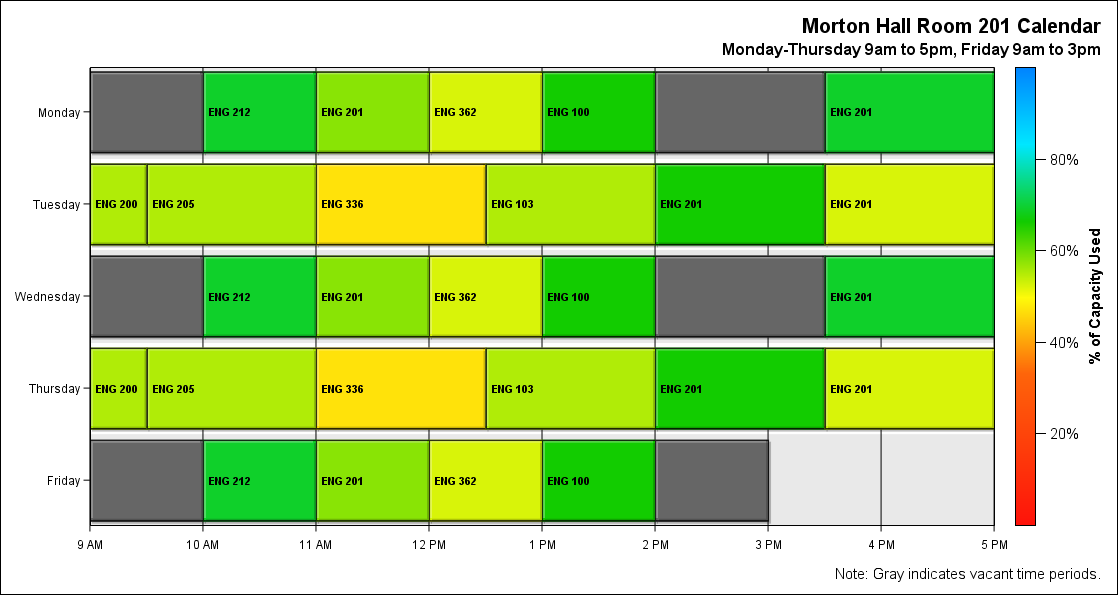 Morton Hall Room 201 Calendar
Monday-Thursday 9am to 5pm, Friday 9am to 3pm
Monday ENG 212 ENG 201 ENG 362 ENG 100 ENG 201
Tuesday ENG 200 ENG 205 ENG 336 ENG 103 ENG 201 ENG 201
Wednesday ENG 212 ENG 201 ENG 362 ENG 100 ENG 201
Thursday ENG 200 ENG 205 ENG 336 ENG 103 ENG 201 ENG 201
Friday ENG 212 ENG 201 ENG 362 ENG 100
9 AM 10 AM 11 AM 12 PM 1 PM 2 PM 3 PM 4 PM 5 PM
80%
60%
40%
20%
% of Capacity Used
Note: Gray indicates vacant time periods.